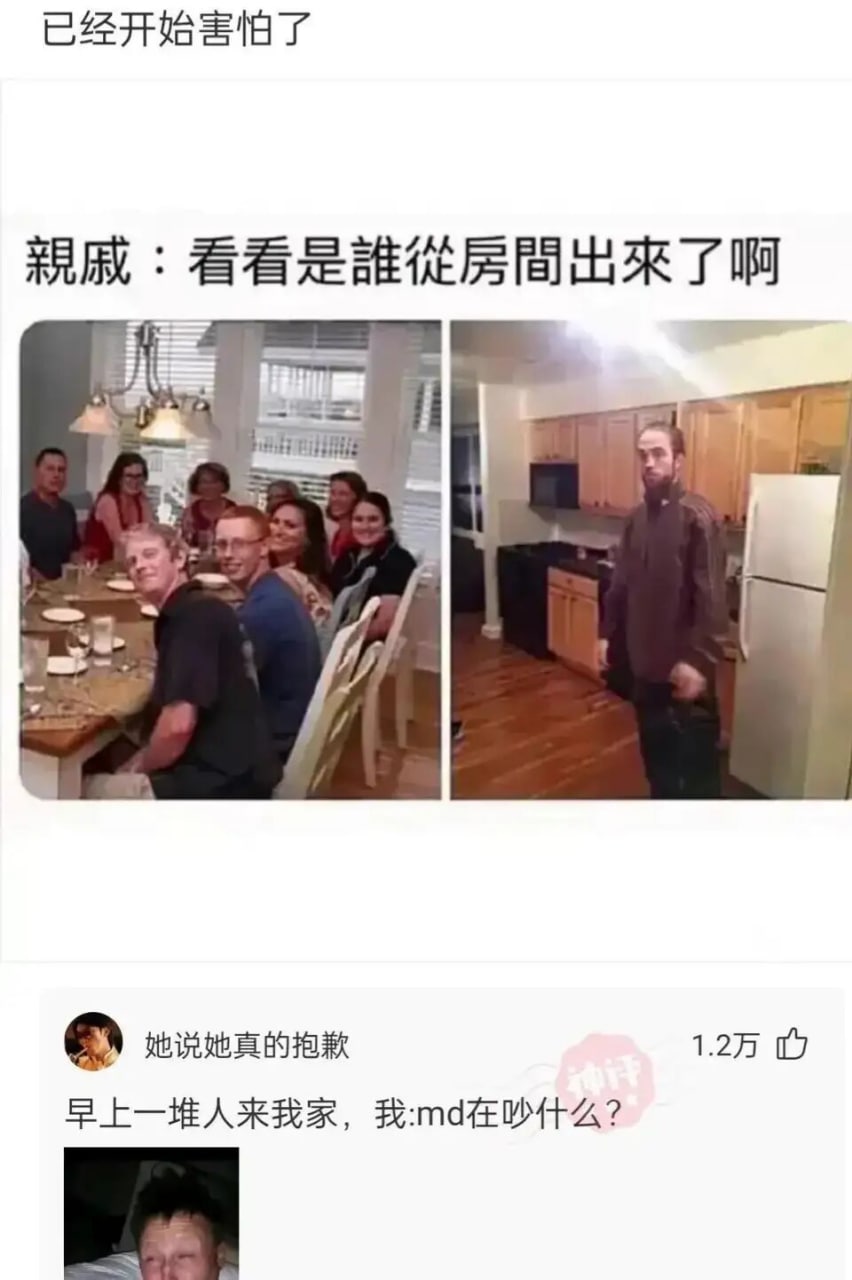 已经开始害怕了
親戚：看看是誰從房間出來了啊
她说她真的抱歉
1.2万
早上一堆人来我家，我:md在吵什么？
神帖